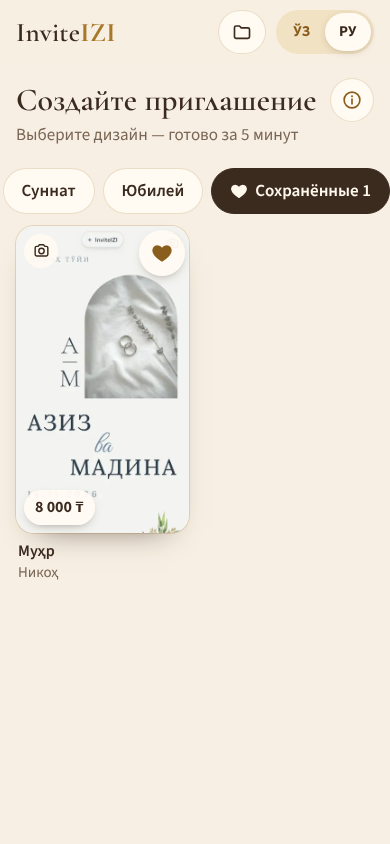 InviteIZI
ЎЗ
РУ
Создайте приглашение
Выберите дизайн — готово за 5 минут
Суннат
Юбилей
Сохранённые 1
InviteIZI
ТЎЙИ
А
М
АЗИЗ
ва
МАДИНА
8 000 ₸
Муҳр
Никоҳ